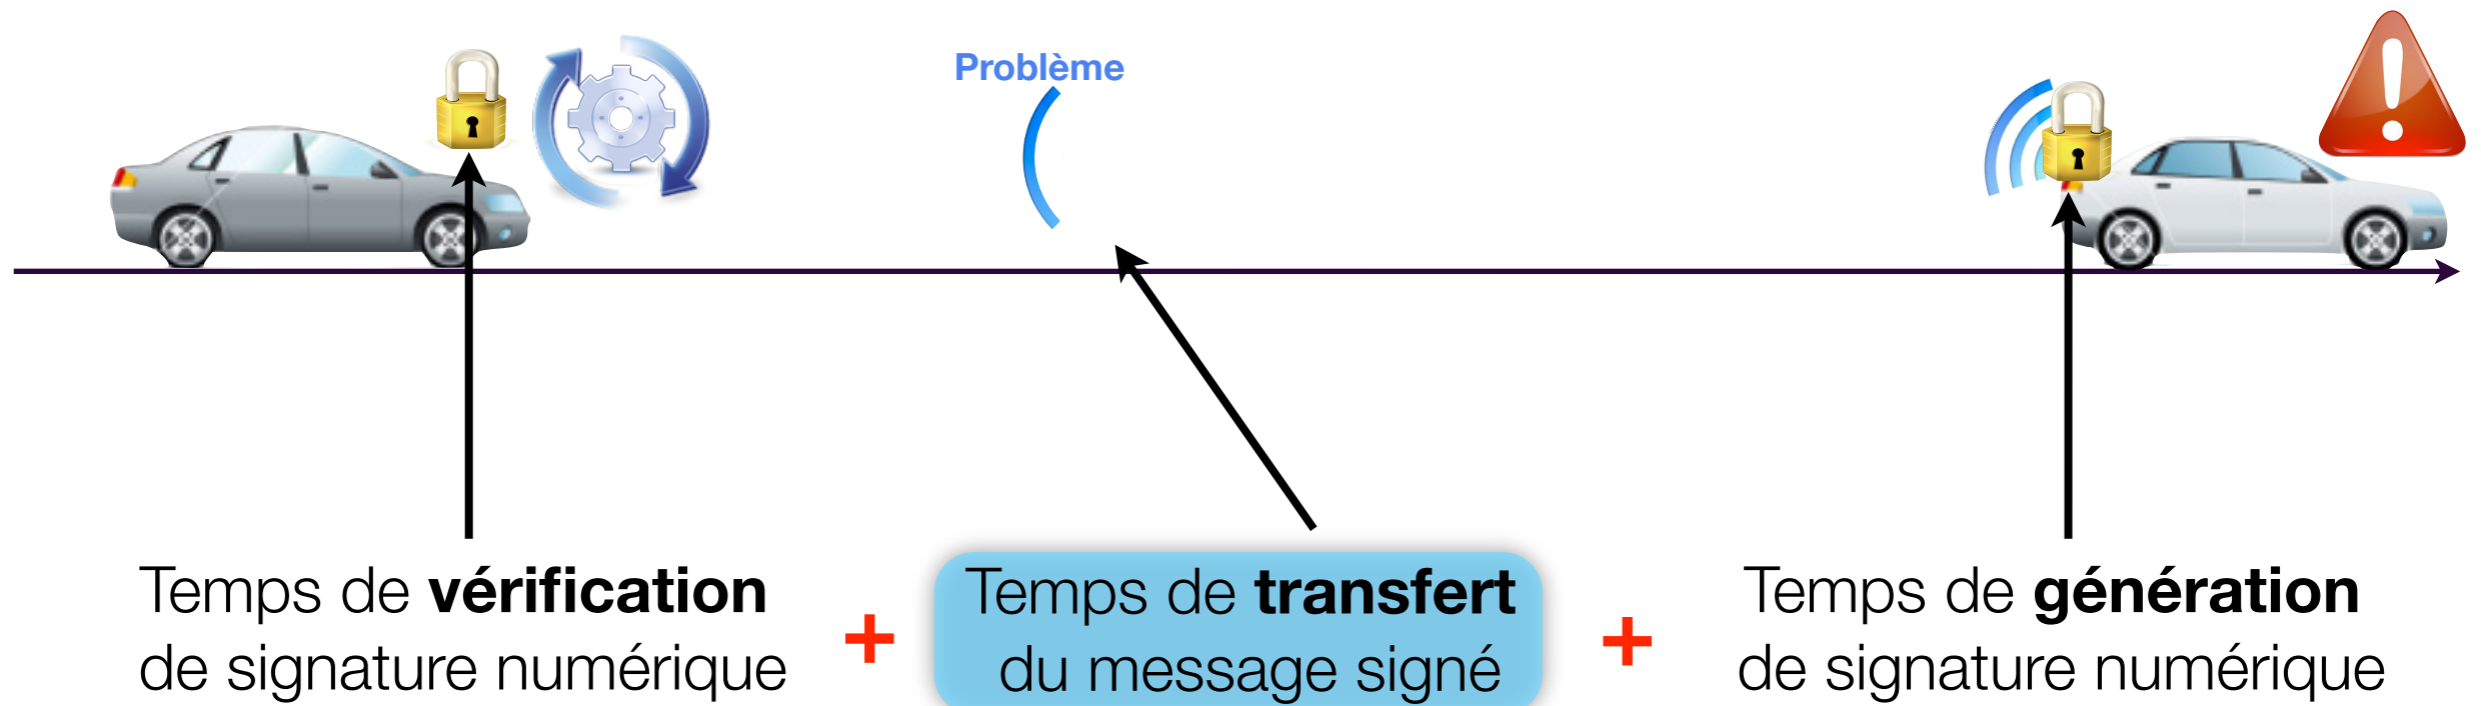 Problème
Temps de vérification
de signature numérique
+
Temps de transfert
du message signé
+
Temps de génération
de signature numérique